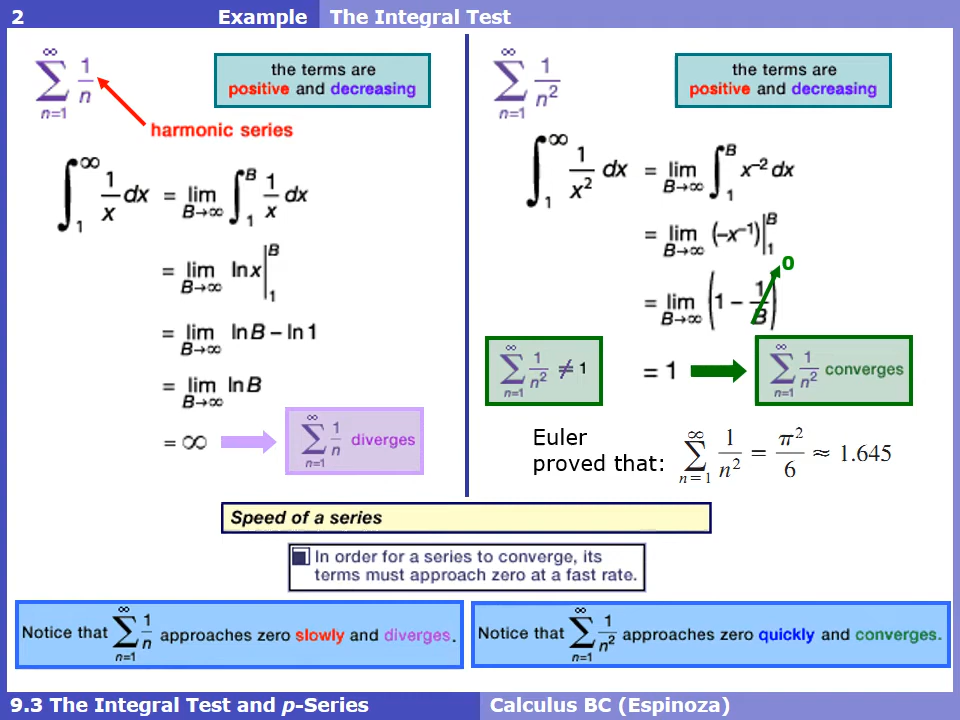 2 Example The Integral Test
∑_{n=1}^{∞} 1/n
the terms are
positive and decreasing
harmonic series
∫_1^∞ 1/x dx = lim_{B→∞} ∫_1^B 1/x dx
= lim_{B→∞} ln x |_1^B
= lim_{B→∞} ln B − ln 1
= lim_{B→∞} ln B
= ∞
∑_{n=1}^{∞} 1/n diverges
∑_{n=1}^{∞} 1/n²
the terms are
positive and decreasing
∫_1^∞ 1/x² dx = lim_{B→∞} ∫_1^B x⁻² dx
= lim_{B→∞} (−x⁻¹) |_1^B
0
= lim_{B→∞} (1 − 1/B)
∑_{n=1}^{∞} 1/n² ≠ 1
= 1
∑_{n=1}^{∞} 1/n² converges
Euler
proved that: ∑_{n=1}^{∞} 1/n² = π²/6 ≈ 1.645
Speed of a series
In order for a series to converge, its
terms must approach zero at a fast rate.
Notice that ∑_{n=1}^{∞} 1/n approaches zero slowly and diverges.
Notice that ∑_{n=1}^{∞} 1/n² approaches zero quickly and converges.
9.3 The Integral Test and p-Series
Calculus BC (Espinoza)